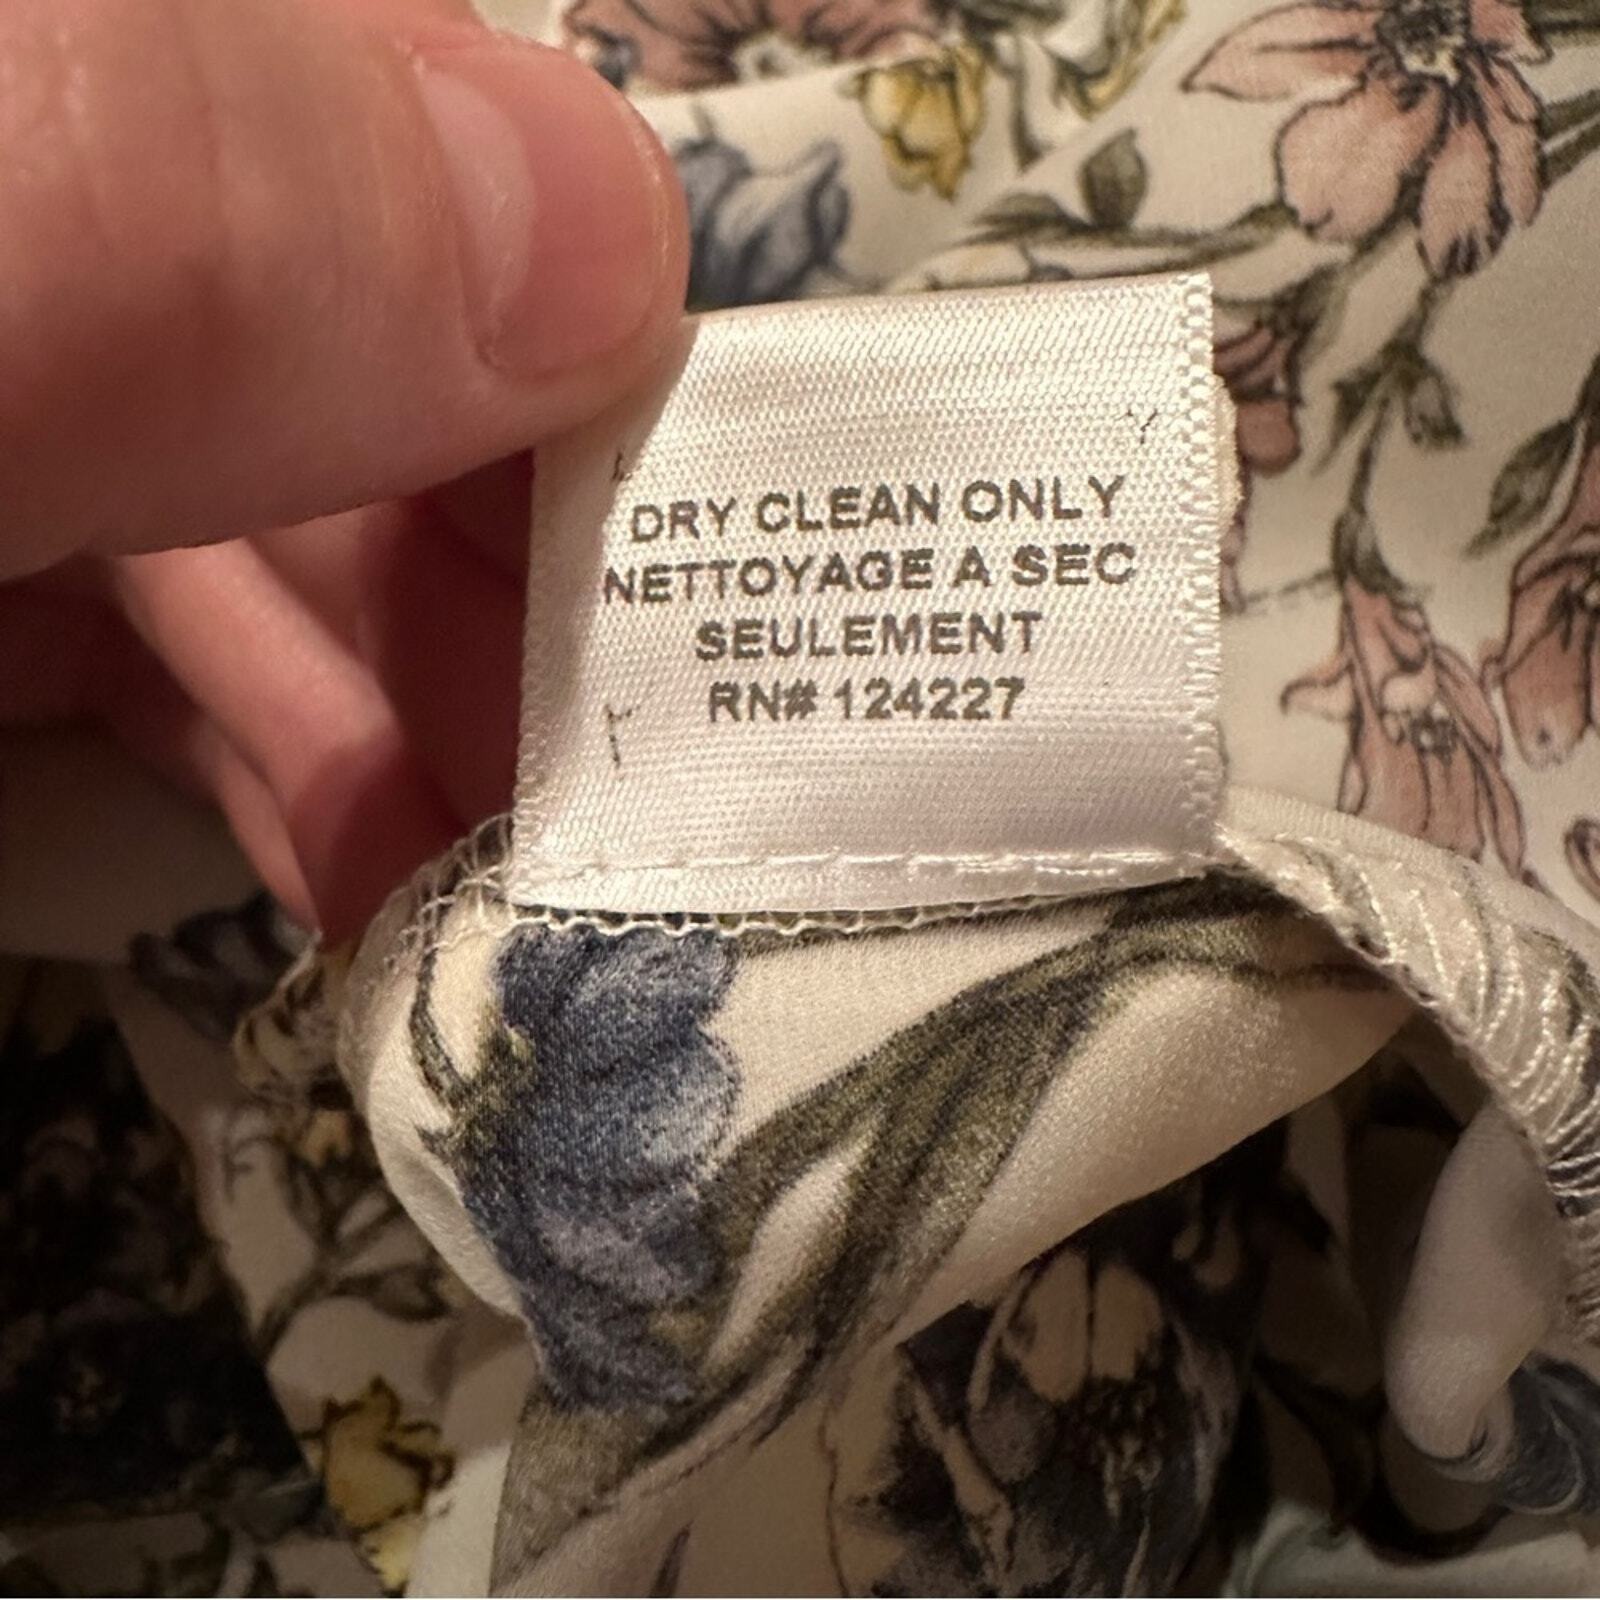 DRY CLEAN ONLY
NETTOYAGE A SEC
SEULEMENT
RN# 124227